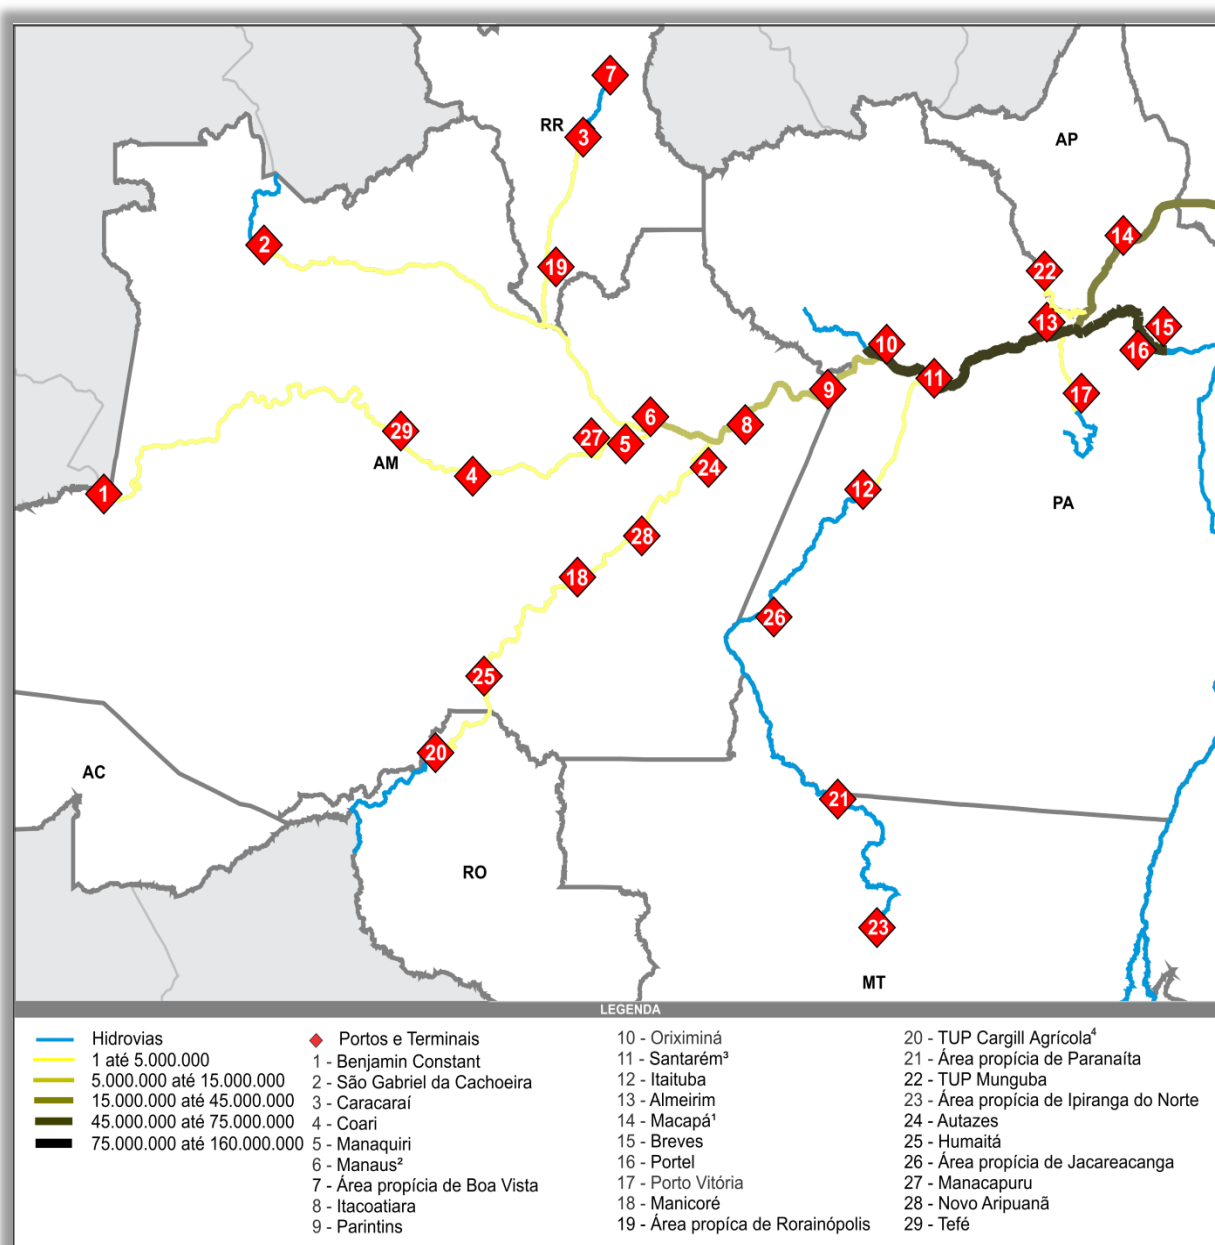 7
RR
3
AP
2
14
19
22
13
15
10
16
11
9
17
6
8
29
27
5
AM
4
24
1
12
PA
28
18
26
25
20
AC
21
RO
23
MT
LEGENDA
Hidrovias
1 até 5.000.000
5.000.000 até 15.000.000
15.000.000 até 45.000.000
45.000.000 até 75.000.000
75.000.000 até 160.000.000
Portos e Terminais
1 - Benjamin Constant
2 - São Gabriel da Cachoeira
3 - Caracaraí
4 - Coari
5 - Manaquiri
6 - Manaus²
7 - Área propícia de Boa Vista
8 - Itacoatiara
9 - Parintins
10 - Oriximiná
11 - Santarém³
12 - Itaituba
13 - Almeirim
14 - Macapá¹
15 - Breves
16 - Portel
17 - Porto Vitória
18 - Manicoré
19 - Área propíca de Rorainópolis
20 - TUP Cargill Agrícola⁴
21 - Área propícia de Paranaíta
22 - TUP Munguba
23 - Área propícia de Ipiranga do Norte
24 - Autazes
25 - Humaitá
26 - Área propícia de Jacareacanga
27 - Manacapuru
28 - Novo Aripuanã
29 - Tefé